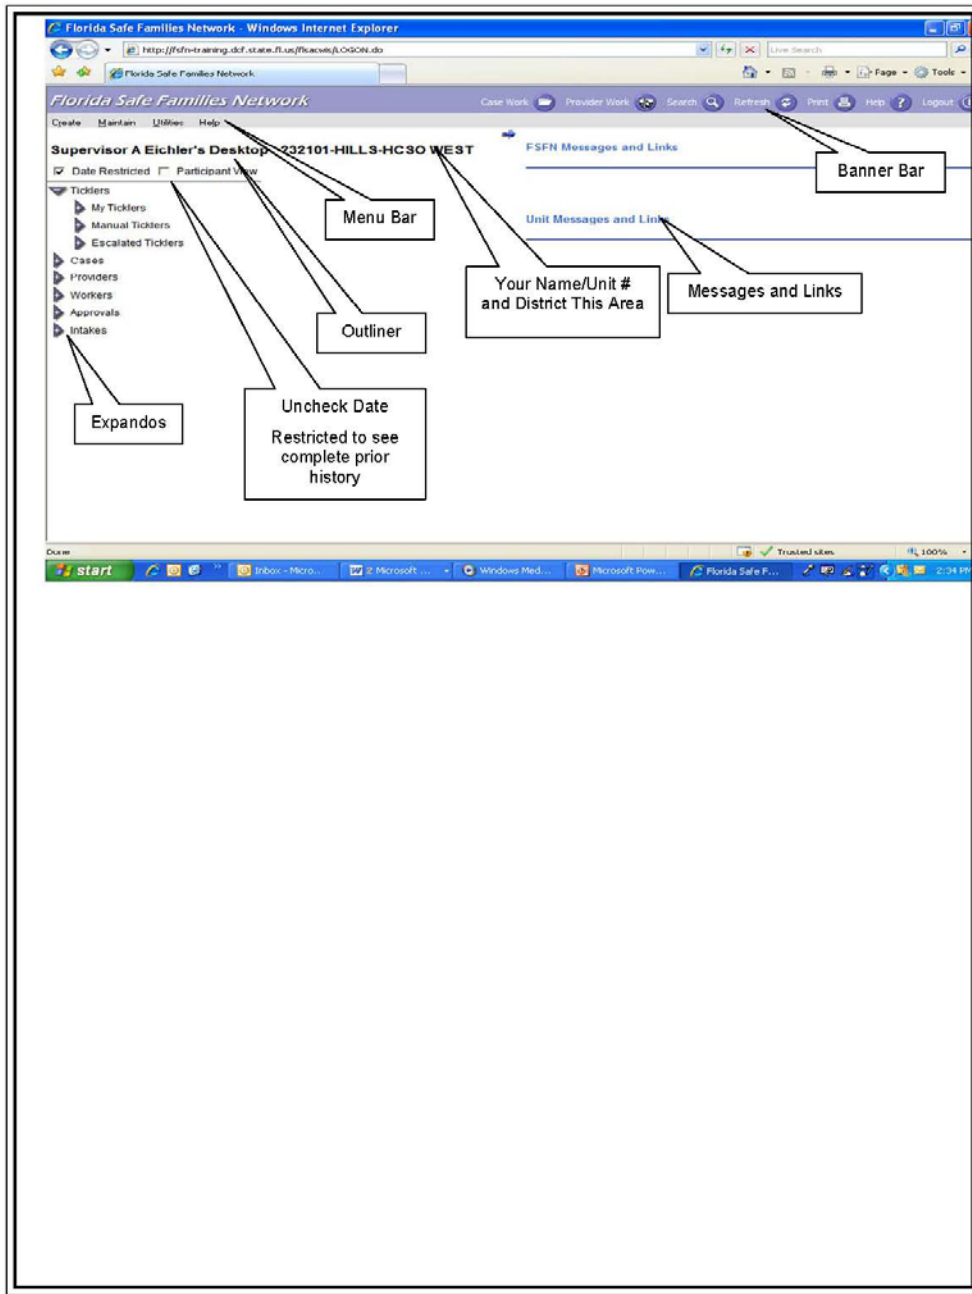 Florida Safe Families Network - Windows Internet Explorer
http://fsfn-training.dcf.state.fl.us/flsacwis/LOGON.do
Live Search
Florida Safe Families Network
Page Tools
Florida Safe Families Network
Case Work Provider Work Search Refresh Print Help Logout
Create Maintain Utilities Help
Supervisor A Eichler's Desktop - 232101-HILLS-HCSO WEST
FSFN Messages and Links
Date Restricted Participant View
Banner Bar
Ticklers
My Ticklers
Menu Bar
Unit Messages and Links
Manual Ticklers
Escalated Ticklers
Cases
Providers
Your Name/Unit #
and District This Area
Messages and Links
Workers
Approvals
Intakes
Outliner
Expandos
Uncheck Date
Restricted to see
complete prior
history
Done
Trusted sites
100%
start
Inbox - Micro...
2 Microsoft ...
Windows Med...
Microsoft Pow...
Florida Safe F...
2:34 PM